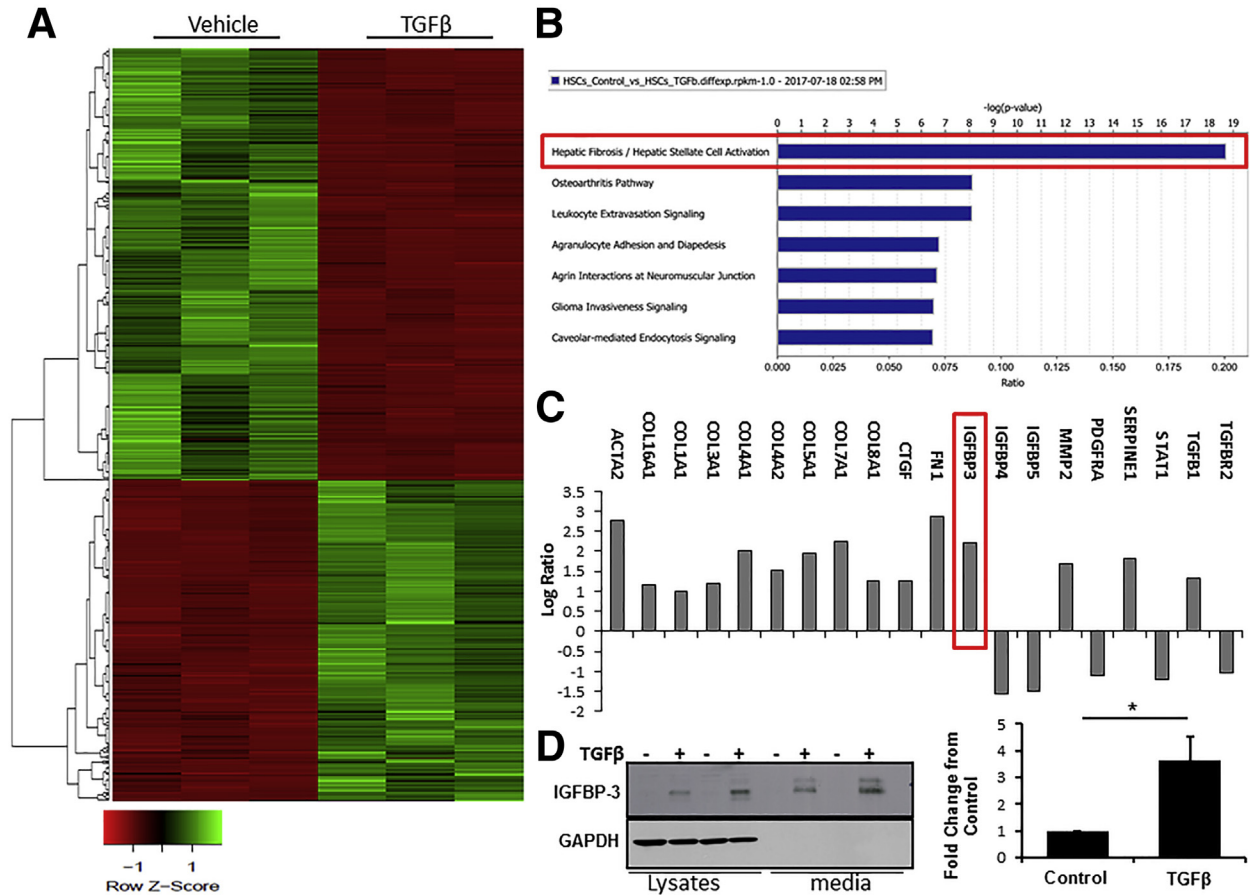 A
Vehicle TGFβ
−1 1
Row Z-Score
B
HSCs_Control_vs_HSCs_TGFb.diffexp.rpkm-1.0 - 2017-07-18 02:58 PM
-log(p-value)
0 1 2 3 4 5 6 7 8 9 10 11 12 13 14 15 16 17 18 19
Hepatic Fibrosis / Hepatic Stellate Cell Activation
Osteoarthritis Pathway
Leukocyte Extravasation Signaling
Agranulocyte Adhesion and Diapedesis
Agrin Interactions at Neuromuscular Junction
Glioma Invasiveness Signaling
Caveolar-mediated Endocytosis Signaling
0.000 0.025 0.050 0.075 0.100 0.125 0.150 0.175 0.200
Ratio
C
ACTA2
COL16A1
COL1A1
COL3A1
COL4A1
COL4A2
COL5A1
COL7A1
COL8A1
CTGF
FN1
IGFBP3
IGFBP4
IGFBP5
MMP2
PDGFRA
SERPINE1
STAT1
TGFB1
TGFBR2
Log Ratio
3.5
3
2.5
2
1.5
1
0.5
0
-0.5
-1
-1.5
-2
D
TGFβ - + - + - + - +
IGFBP-3
GAPDH
Lysates media
Fold Change from
Control
5
4
3
2
1
0
*
Control TGFβ